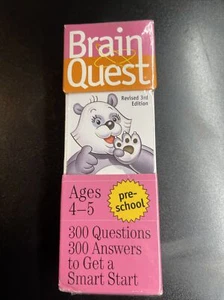 Brain
Quest
Revised 3rd
Edition
Ages
4–5
pre-
school
300 Questions
300 Answers
to Get a
Smart Start